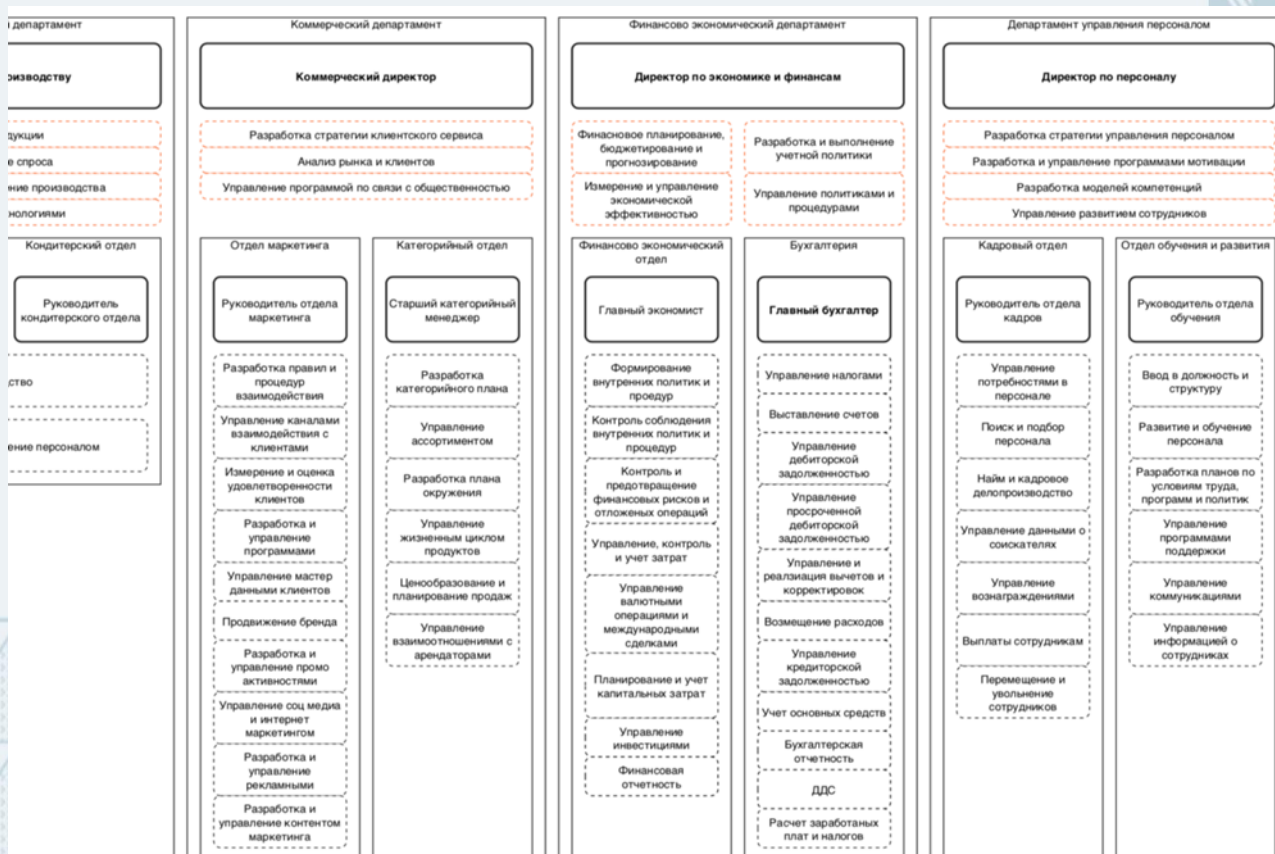 департамент
оизводству
дукции
е спроса
ение производства
нологиями
Кондитерский отдел
Руководитель
кондитерского отдела
ство
ение персоналом
Коммерческий департамент
Коммерческий директор
Разработка стратегии клиентского сервиса
Анализ рынка и клиентов
Управление программой по связи с общественностью
Отдел маркетинга
Руководитель отдела
маркетинга
Разработка правил и
процедур
взаимодействия
Управление каналами
взаимодействия с
клиентами
Измерение и оценка
удовлетворенности
клиентов
Разработка и
управление
программами
Управление мастер
данными клиентов
Продвижение бренда
Разработка и
управление промо
активностями
Управление соц медиа
и интернет
маркетингом
Разработка и
управление
рекламными
Разработка и
управление контентом
маркетинга
Категорийный отдел
Старший категорийный
менеджер
Разработка
категорийного плана
Управление
ассортиментом
Разработка плана
окружения
Управление
жизненным циклом
продуктов
Ценообразование и
планирование продаж
Управление
взаимоотношениями с
арендаторами
Финансово экономический департамент
Директор по экономике и финансам
Финасновое планирование,
бюджетирование и
прогнозирование
Измерение и управление
экономической
эффективностью
Разработка и выполнение
учетной политики
Управление политиками и
процедурами
Финансово экономический
отдел
Главный экономист
Формирование
внутренних политик и
проедур
Контроль соблюдения
внутренних политик и
процедур
Контроль и
предотвращение
финансовых рисков и
отложеных операций
Управление, контроль
и учет затрат
Управление
валютными
операциями и
международными
сделками
Планирование и учет
капитальных затрат
Управление
инвестициями
Финансовая
отчетность
Бухгалтерия
Главный бухгалтер
Управление налогами
Выставление счетов
Управление
дебиторской
задолженностью
Управление
просроченной
дебиторской
задолженностью
Управление и
реалзиация вычетов и
корректировок
Возмещение расходов
Управление
кредиторской
задолженностью
Учет основных средств
Бухгалтерская
отчетность
ДДС
Расчет заработаных
плат и налогов
Департамент управления персоналом
Директор по персоналу
Разработка стратегии управления персоналом
Разработка и управление программами мотивации
Разработка моделей компетенций
Управление развитием сотрудников
Кадровый отдел
Руководитель отдела
кадров
Управление
потребностями в
персонале
Поиск и подбор
персонала
Найм и кадровое
делопроизводство
Управление данными о
соискателях
Управление
вознаграждениями
Выплаты сотрудникам
Перемещение и
увольнение
сотрудников
Отдел обучения и развития
Руководитель отдела
обучения
Ввод в должность и
структуру
Развитие и обучение
персонала
Разработка планов по
условиям труда,
программ и политик
Управление
программами
поддержки
Управление
коммуникациями
Управление
информацией о
сотрудниках